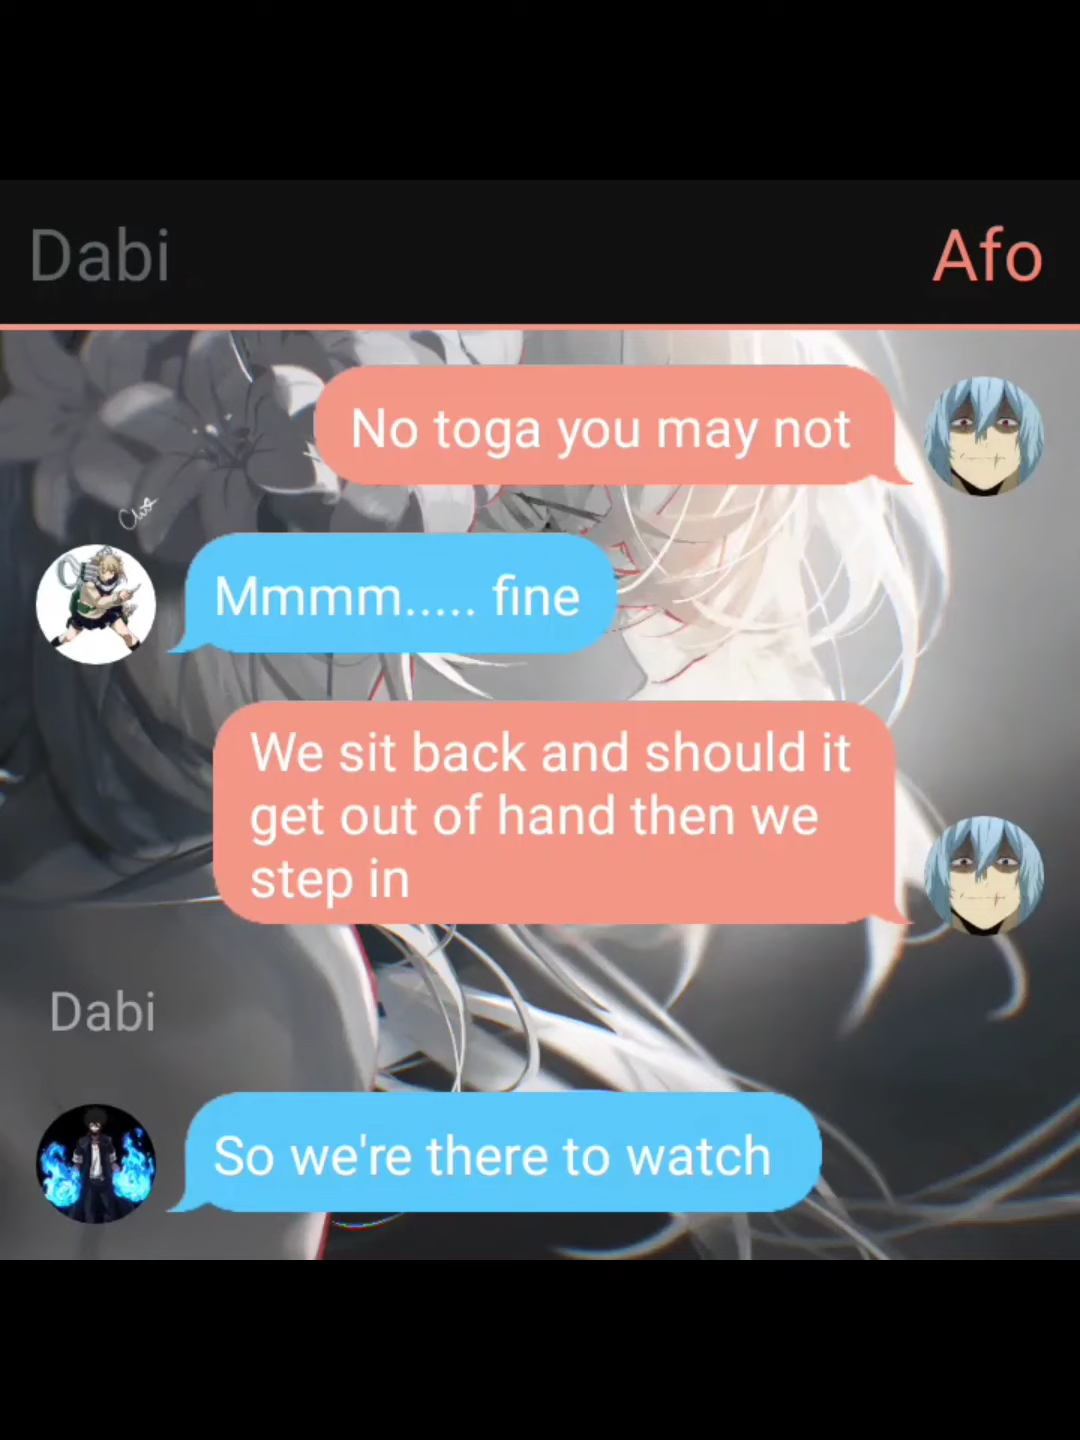 Dabi
Afo
No toga you may not
Mmmm..... fine
We sit back and should it
get out of hand then we
step in
Dabi
So we're there to watch